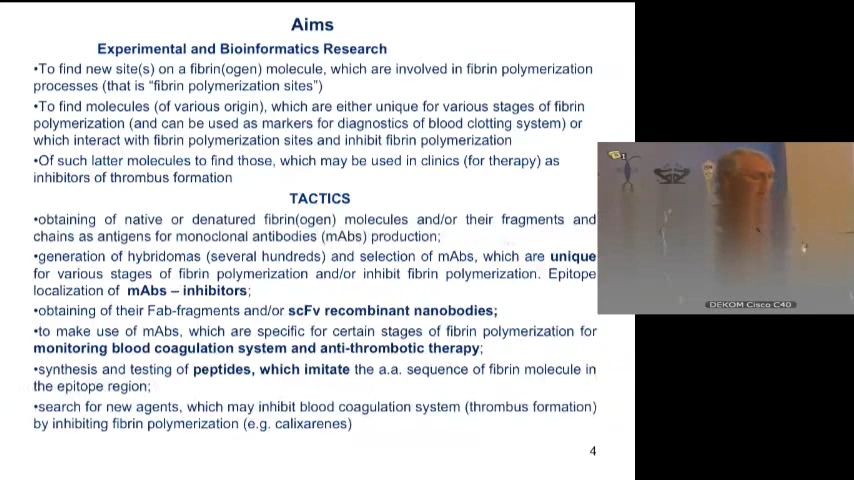 Aims
Experimental and Bioinformatics Research
•To find new site(s) on a fibrin(ogen) molecule, which are involved in fibrin polymerization
processes (that is “fibrin polymerization sites”)
•To find molecules (of various origin), which are either unique for various stages of fibrin
polymerization (and can be used as markers for diagnostics of blood clotting system) or
which interact with fibrin polymerization sites and inhibit fibrin polymerization
•Of such latter molecules to find those, which may be used in clinics (for therapy) as
inhibitors of thrombus formation
TACTICS
•obtaining of native or denatured fibrin(ogen) molecules and/or their fragments and
chains as antigens for monoclonal antibodies (mAbs) production;
•generation of hybridomas (several hundreds) and selection of mAbs, which are unique
for various stages of fibrin polymerization and/or inhibit fibrin polymerization. Epitope
localization of mAbs – inhibitors;
•obtaining of their Fab-fragments and/or scFv recombinant nanobodies;
•to make use of mAbs, which are specific for certain stages of fibrin polymerization for
monitoring blood coagulation system and anti-thrombotic therapy;
•synthesis and testing of peptides, which imitate the a.a. sequence of fibrin molecule in
the epitope region;
•search for new agents, which may inhibit blood coagulation system (thrombus formation)
by inhibiting fibrin polymerization (e.g. calixarenes)
4
1
DEKOM Cisco C40